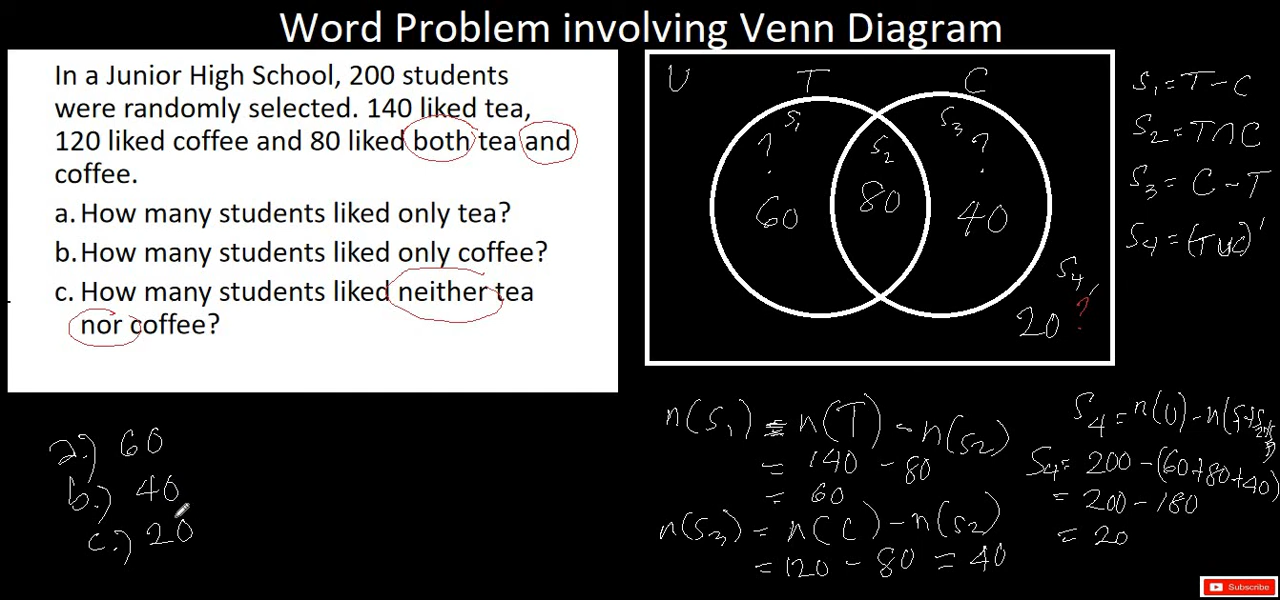 Word Problem involving Venn Diagram
In a Junior High School, 200 students
were randomly selected. 140 liked tea,
120 liked coffee and 80 liked both tea and
coffee.
a. How many students liked only tea?
b. How many students liked only coffee?
c. How many students liked neither tea
nor coffee?
U T C
S₁ S₂ S₃
? ?
60 80 40
S₄
20 ?
S₁ = T - C
S₂ = T∩C
S₃ = C - T
S₄ = (TUC)'
a.) 60
b.) 40
c.) 20
n(S₁) = n(T) - n(S₂)
= 140 - 80
= 60
n(S₃) = n(C) - n(S₂)
= 120 - 80 = 40
S₄ = n(U) - n(
S₄ = 200 - (60+80+40)
= 200 - 180
= 20
Subscribe